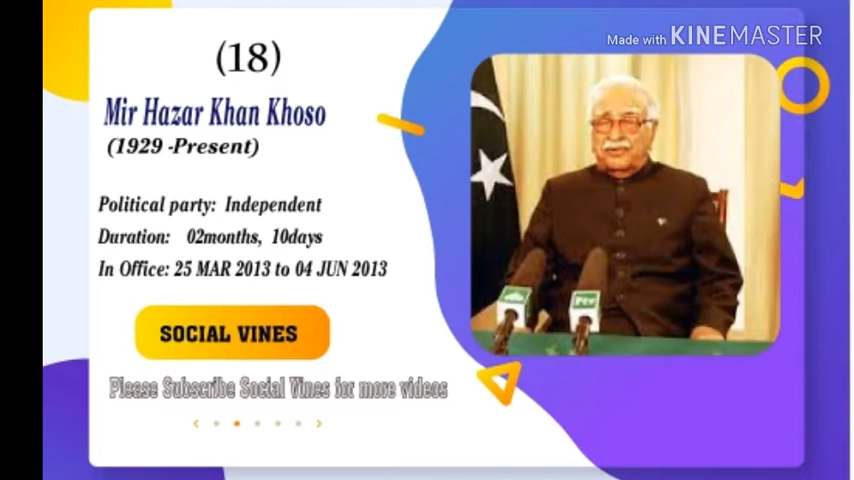 Made with KINEMASTER
(18)
Mir Hazar Khan Khoso
(1929 -Present)
Political party: Independent
Duration: 02months, 10days
In Office: 25 MAR 2013 to 04 JUN 2013
SOCIAL VINES
Please Subscribe Social Vines for more videos
Ptv